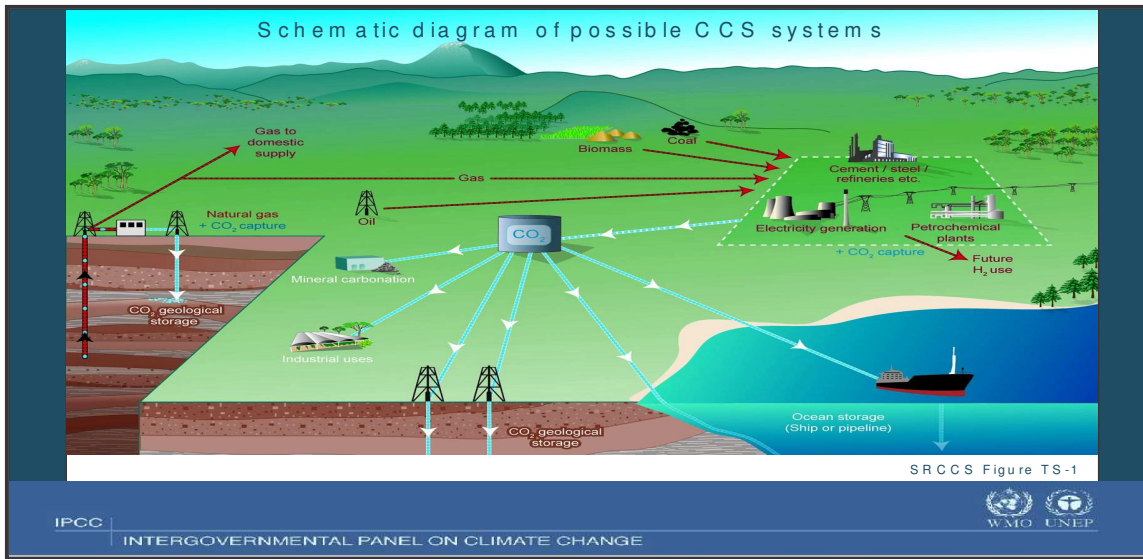 Schematic diagram of possible CCS systems
Gas to
domestic
supply
Biomass
Coal
Gas
Cement / steel /
refineries etc.
Oil
Natural gas
+ CO₂ capture
Electricity generation
Petrochemical
plants
+ CO₂ capture
Future
H₂ use
CO₂
Mineral carbonation
CO₂ geological
storage
Industrial uses
Ocean storage
(Ship or pipeline)
CO₂ geological
storage
SRCCS Figure TS-1
IPCC
INTERGOVERNMENTAL PANEL ON CLIMATE CHANGE
WMO
UNEP